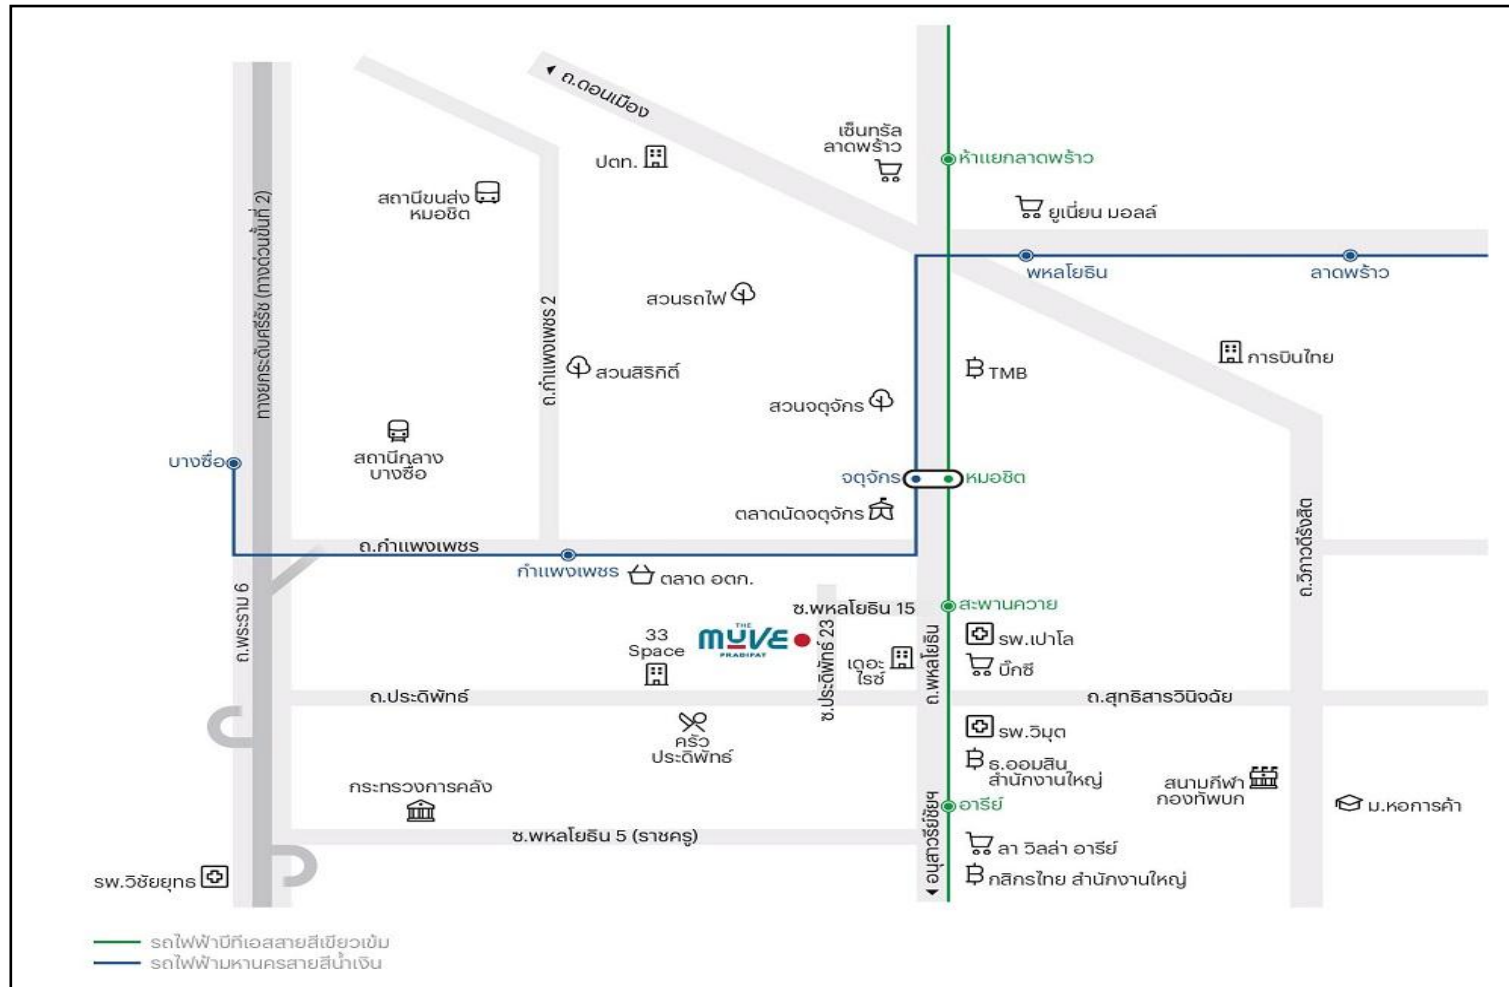 ถ.ดอนเมือง
เซ็นทรัล
ลาดพร้าว
ห้าแยกลาดพร้าว
ปตท.
สถานีขนส่ง
หมอชิต
ยูเนี่ยน มอลล์
ทางยกระดับศรีรัช (ทางด่วนขั้นที่ 2)
พหลโยธิน
ลาดพร้าว
สวนรถไฟ
ถ.กำแพงเพชร 2
สวนสิริกิติ์
การบินไทย
TMB
สวนจตุจักร
บางซื่อ
สถานีกลาง
บางซื่อ
จตุจักร
หมอชิต
ตลาดนัดจตุจักร
ถ.วิภาวดีรังสิต
ถ.กำแพงเพชร
กำแพงเพชร
ตลาด อตก.
ถ.พระราม 6
ซ.พหลโยธิน 15
สะพานควาย
33
Space
THE
MUVE
PRADIPAT
ซ.ประดิพัทธ์ 23
เดอะ
ไรซ์
ถ.พหลโยธิน
รพ.เปาโล
บิ๊กซี
ถ.ประดิพัทธ์
ถ.สุทธิสารวินิจฉัย
ครัว
ประดิพัทธ์
รพ.วิมุต
ธ.ออมสิน
สำนักงานใหญ่
กระทรวงการคลัง
สนามกีฬา
กองทัพบก
ม.หอการค้า
อารีย์
อนุสาวรีย์ชัยฯ
ซ.พหลโยธิน 5 (ราชครู)
ลา วิลล่า อารีย์
กสิกรไทย สำนักงานใหญ่
รพ.วิชัยยุทธ
รถไฟฟ้าบีทีเอสสายสีเขียวเข้ม
รถไฟฟ้ามหานครสายสีน้ำเงิน